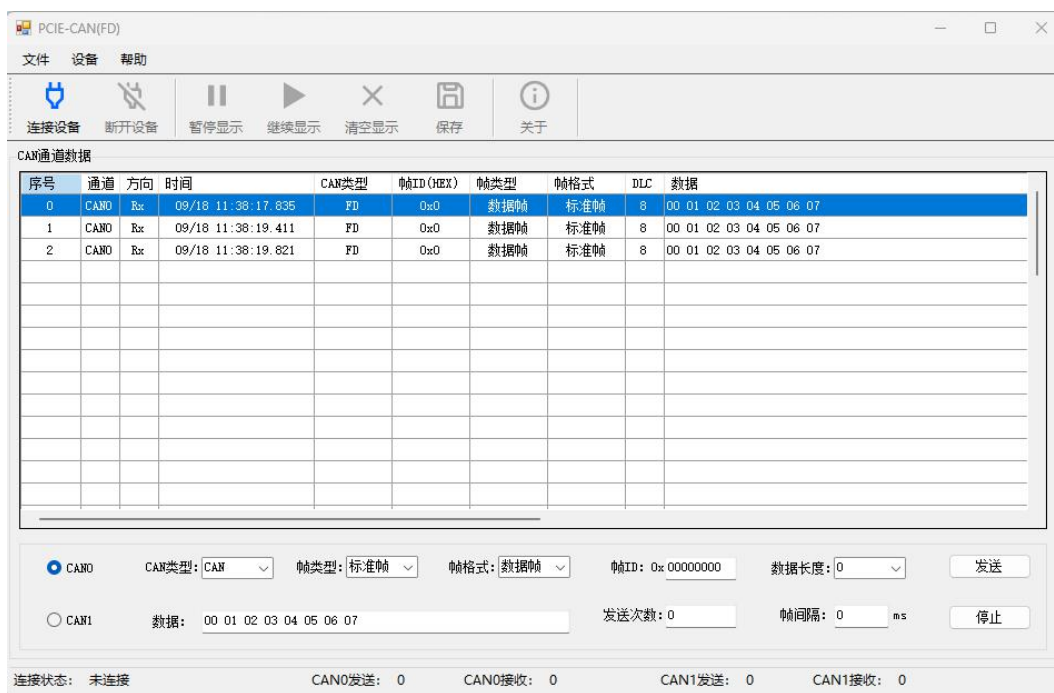 PCIE-CAN(FD)
文件 设备 帮助
连接设备 断开设备 暂停显示 继续显示 清空显示 保存 关于
CAN通道数据
序号 通道 方向 时间 CAN类型 帧ID(HEX) 帧类型 帧格式 DLC 数据
0 CAN0 Rx 09/18 11:38:17.835 FD 0x0 数据帧 标准帧 8 00 01 02 03 04 05 06 07
1 CAN0 Rx 09/18 11:38:19.411 FD 0x0 数据帧 标准帧 8 00 01 02 03 04 05 06 07
2 CAN0 Rx 09/18 11:38:19.821 FD 0x0 数据帧 标准帧 8 00 01 02 03 04 05 06 07
CAN0 CAN类型: CAN 帧类型: 标准帧 帧格式: 数据帧 帧ID: 0x 00000000 数据长度: 0 发送
CAN1 数据: 00 01 02 03 04 05 06 07 发送次数: 0 帧间隔: 0 ms 停止
连接状态: 未连接 CAN0发送: 0 CAN0接收: 0 CAN1发送: 0 CAN1接收: 0